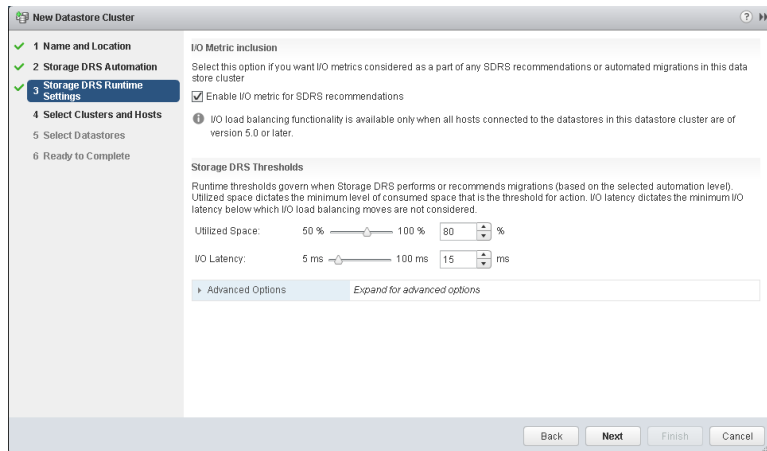 New Datastore Cluster
?
1 Name and Location
2 Storage DRS Automation
3 Storage DRS Runtime
Settings
4 Select Clusters and Hosts
5 Select Datastores
6 Ready to Complete
I/O Metric inclusion
Select this option if you want I/O metrics considered as a part of any SDRS recommendations or automated migrations in this data
store cluster
Enable I/O metric for SDRS recommendations
I/O load balancing functionality is available only when all hosts connected to the datastores in this datastore cluster are of
version 5.0 or later.
Storage DRS Thresholds
Runtime thresholds govern when Storage DRS performs or recommends migrations (based on the selected automation level).
Utilized space dictates the minimum level of consumed space that is the threshold for action. I/O latency dictates the minimum I/O
latency below which I/O load balancing moves are not considered.
Utilized Space: 50 % 100 % 80 %
I/O Latency: 5 ms 100 ms 15 ms
Advanced Options Expand for advanced options
Back Next Finish Cancel